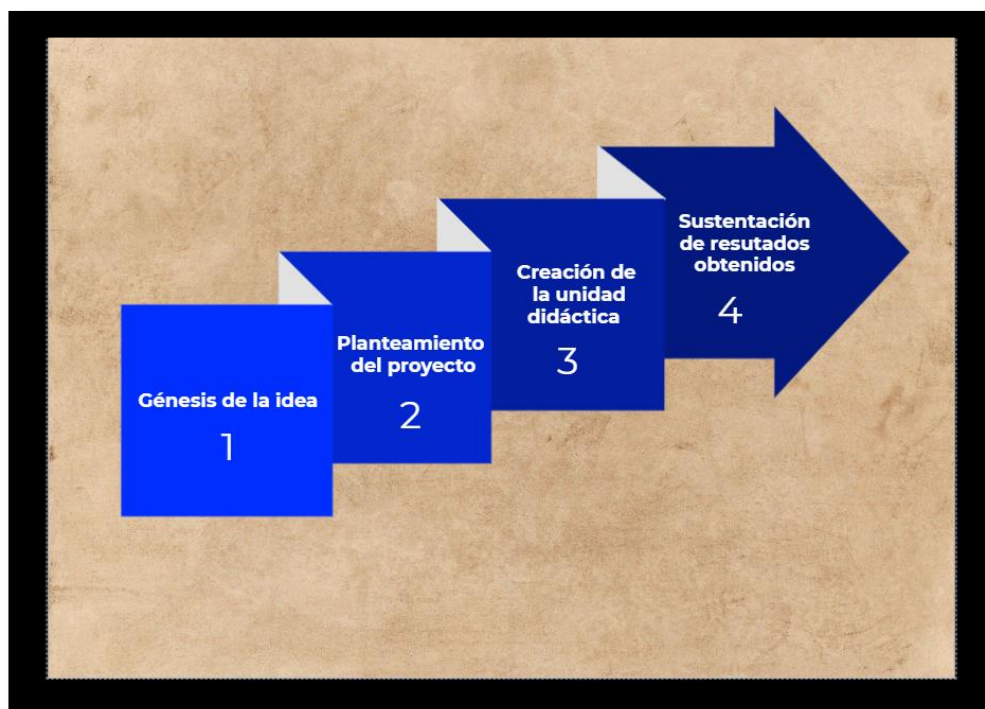 Génesis de la idea
1
Planteamiento
del proyecto
2
Creación de
la unidad
didáctica
3
Sustentación
de resutados
obtenidos
4